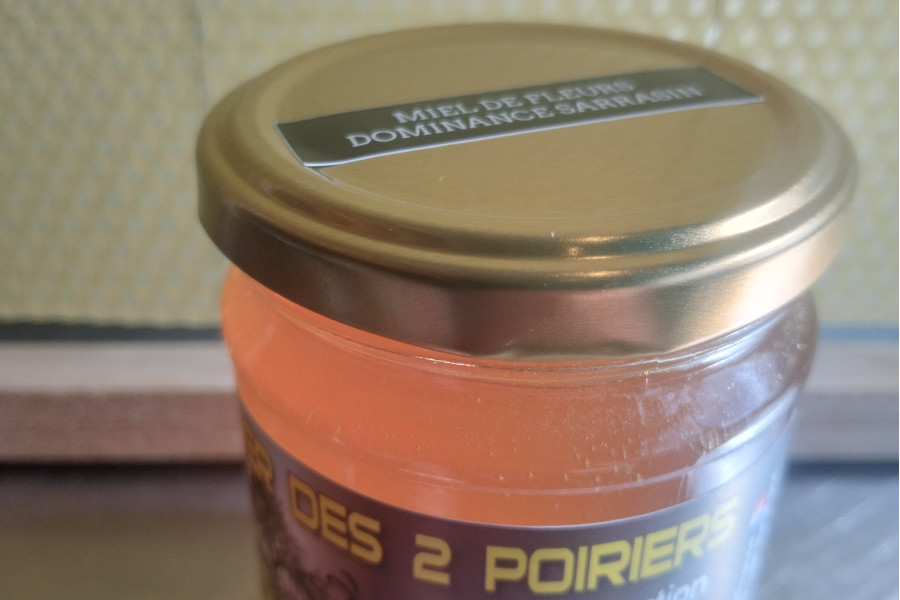 MIEL DE FLEURS
DOMINANCE SARRASIN
DES 2 POIRIERS